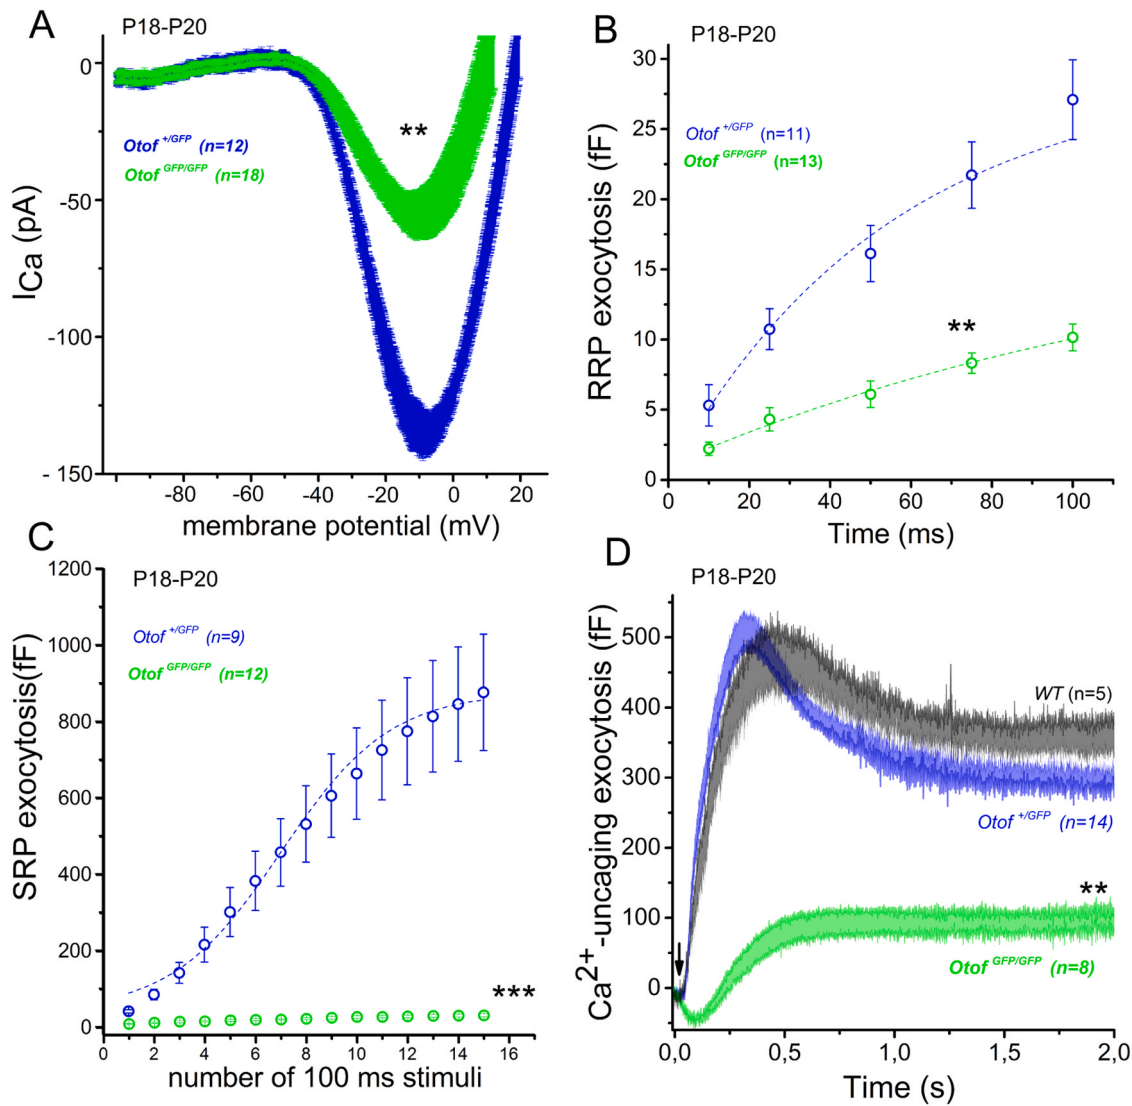 A
P18-P20
0
-50
-100
- 150
I Ca (pA)
**
Otof +/GFP (n=12)
Otof GFP/GFP (n=18)
-80
-60
-40
-20
0
20
membrane potential (mV)
B
P18-P20
30
25
20
15
10
5
0
RRP exocytosis (fF)
Otof +/GFP (n=11)
Otof GFP/GFP (n=13)
**
0
20
40
60
80
100
Time (ms)
C
P18-P20
1200
1000
800
600
400
200
0
SRP exocytosis(fF)
Otof +/GFP (n=9)
Otof GFP/GFP (n=12)
***
0
2
4
6
8
10
12
14
16
number of 100 ms stimuli
D
P18-P20
500
400
300
200
100
0
Ca2+-uncaging exocytosis (fF)
WT (n=5)
Otof +/GFP (n=14)
**
Otof GFP/GFP (n=8)
0,0
0,5
1,0
1,5
2,0
Time (s)